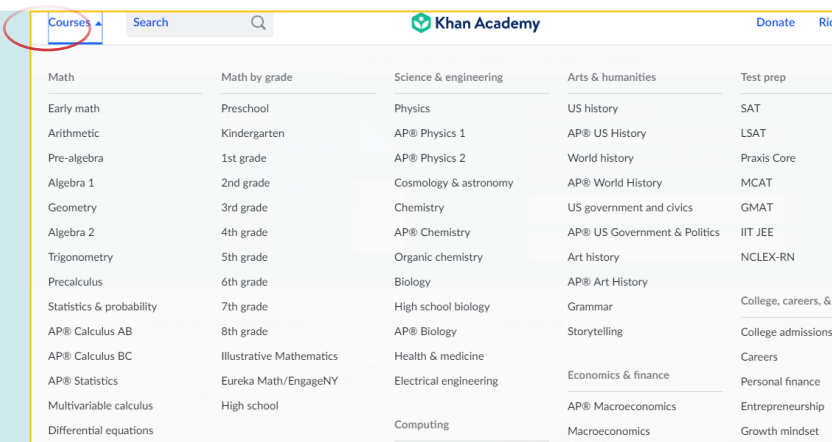 Courses ▲ Search Khan Academy Donate
Math
Early math
Arithmetic
Pre-algebra
Algebra 1
Geometry
Algebra 2
Trigonometry
Precalculus
Statistics & probability
AP® Calculus AB
AP® Calculus BC
AP® Statistics
Multivariable calculus
Differential equations
Math by grade
Preschool
Kindergarten
1st grade
2nd grade
3rd grade
4th grade
5th grade
6th grade
7th grade
8th grade
Illustrative Mathematics
Eureka Math/EngageNY
High school
Science & engineering
Physics
AP® Physics 1
AP® Physics 2
Cosmology & astronomy
Chemistry
AP® Chemistry
Organic chemistry
Biology
High school biology
AP® Biology
Health & medicine
Electrical engineering
Computing
Arts & humanities
US history
AP® US History
World history
AP® World History
US government and civics
AP® US Government & Politics
Art history
AP® Art History
Grammar
Storytelling
Economics & finance
AP® Macroeconomics
Macroeconomics
Test prep
SAT
LSAT
Praxis Core
MCAT
GMAT
IIT JEE
NCLEX-RN
College, careers, &
College admissions
Careers
Personal finance
Entrepreneurship
Growth mindset